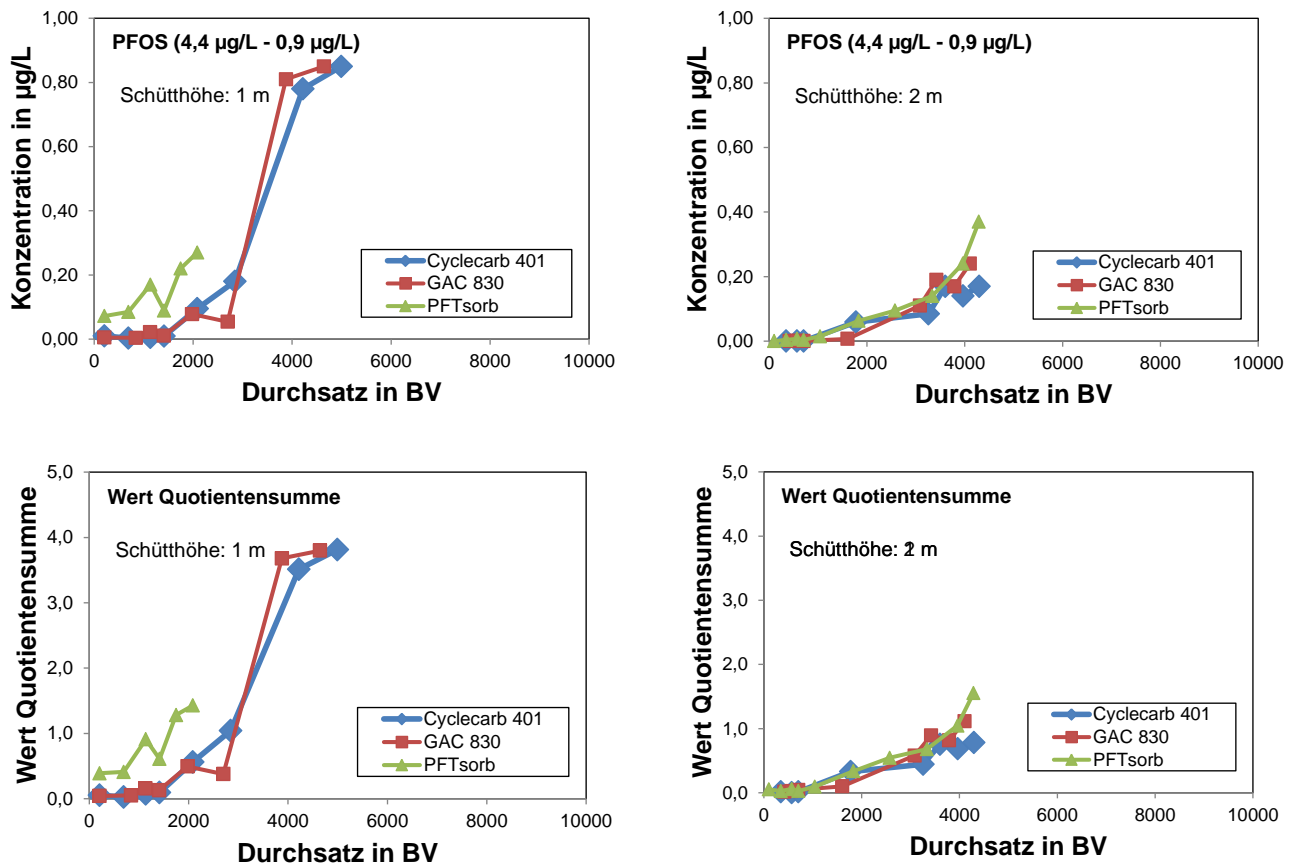 PFOS (4,4 µg/L - 0,9 µg/L)
Schütthöhe: 1 m
Konzentration in µg/L
1,00
0,80
0,60
0,40
0,20
0,00
0
2000
4000
6000
8000
10000
Durchsatz in BV
Cyclecarb 401
GAC 830
PFTsorb
PFOS (4,4 µg/L - 0,9 µg/L)
Schütthöhe: 2 m
Konzentration in µg/L
1,00
0,80
0,60
0,40
0,20
0,00
0
2000
4000
6000
8000
10000
Durchsatz in BV
Cyclecarb 401
GAC 830
PFTsorb
Wert Quotientensumme
Schütthöhe: 1 m
Wert Quotientensumme
5,0
4,0
3,0
2,0
1,0
0,0
0
2000
4000
6000
8000
10000
Durchsatz in BV
Cyclecarb 401
GAC 830
PFTsorb
Wert Quotientensumme
Schütthöhe: m
Wert Quotientensumme
5,0
4,0
3,0
2,0
1,0
0,0
0
2000
4000
6000
8000
10000
Durchsatz in BV
Cyclecarb 401
GAC 830
PFTsorb